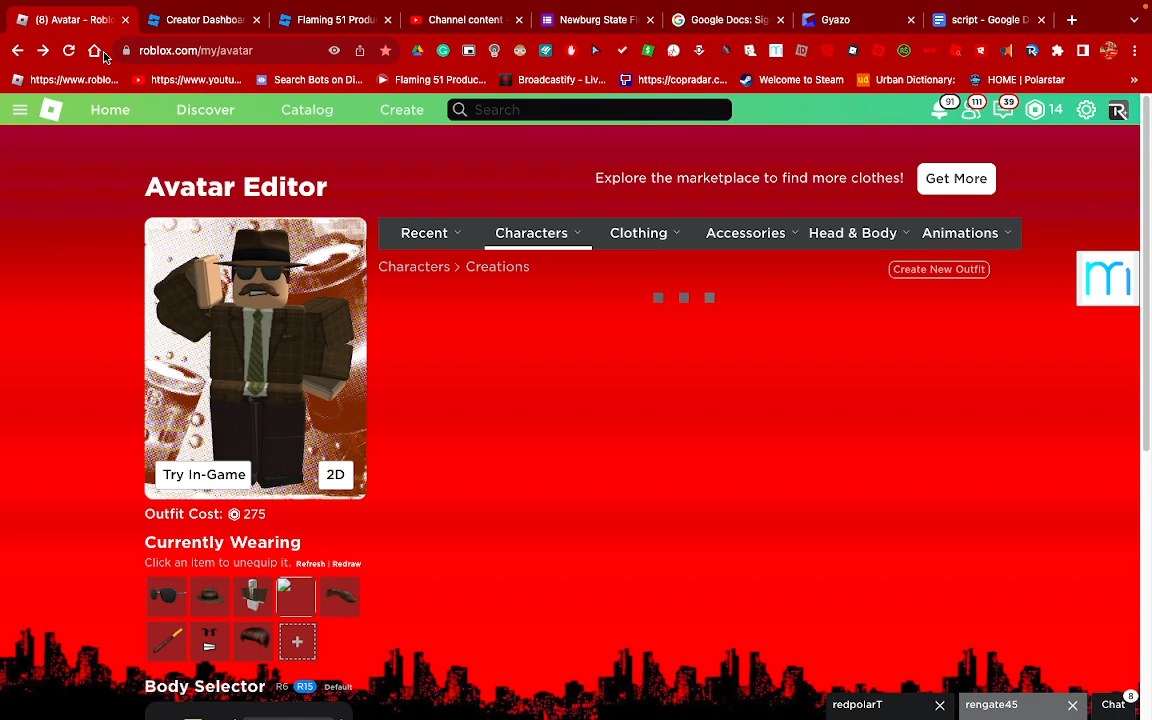 (8) Avatar - Roblo
Creator Dashboar
Flaming 51 Produ
Channel content -
Newburg State Fi
Google Docs: Sig
Gyazo
script - Google D
roblox.com/my/avatar
https://www.roblo...
https://www.youtu...
Search Bots on Di...
Flaming 51 Produc...
Broadcastify - Liv...
https://copradar.c...
Welcome to Steam
Urban Dictionary:
HOME | Polarstar
Home
Discover
Catalog
Create
Search
91
111
39
14
Avatar Editor
Explore the marketplace to find more clothes!
Get More
Recent
Characters
Clothing
Accessories
Head & Body
Animations
Characters > Creations
Create New Outfit
Try In-Game
2D
Outfit Cost: 275
Currently Wearing
Click an item to unequip it. Refresh | Redraw
Body Selector R6 R15 Default
redpolarT
rengate45
Chat
8